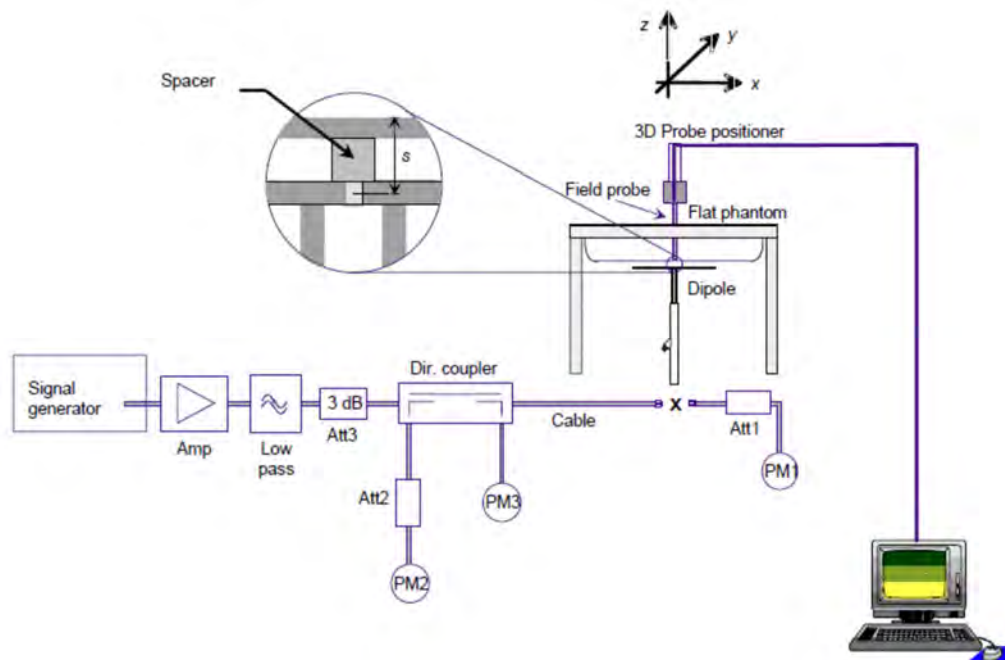 z
y
x
Spacer
s
3D Probe positioner
Field probe
Flat phantom
Dipole
Signal
generator
Amp
Low
pass
3 dB
Att3
Dir. coupler
Cable
X
Att1
PM1
Att2
PM3
PM2